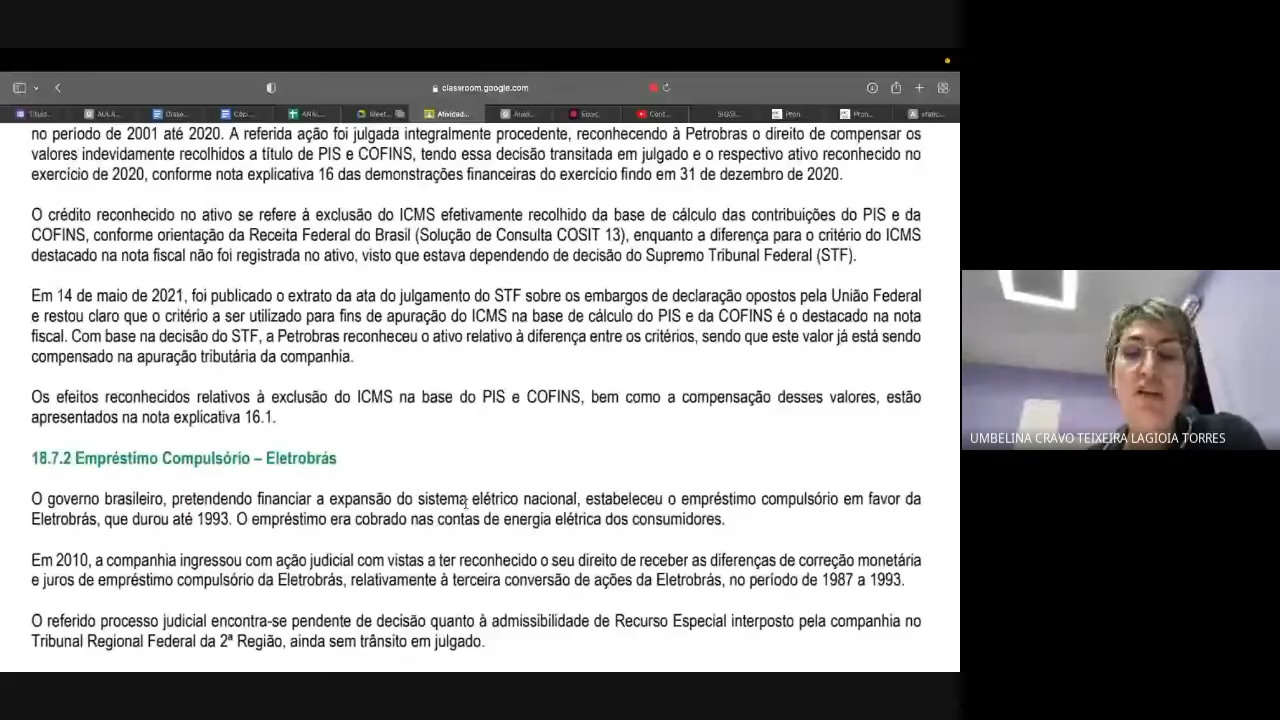 classroom.google.com
Título...
AULA...
Disse...
Cópi...
ANÁL...
Meet...
Atividad...
Conf...
SIGSI...
Pron...
Pron...
no período de 2001 até 2020. A referida ação foi julgada integralmente procedente, reconhecendo à Petrobras o direito de compensar os
valores indevidamente recolhidos a título de PIS e COFINS, tendo essa decisão transitada em julgado e o respectivo ativo reconhecido no
exercício de 2020, conforme nota explicativa 16 das demonstrações financeiras do exercício findo em 31 de dezembro de 2020.
O crédito reconhecido no ativo se refere à exclusão do ICMS efetivamente recolhido da base de cálculo das contribuições do PIS e da
COFINS, conforme orientação da Receita Federal do Brasil (Solução de Consulta COSIT 13), enquanto a diferença para o critério do ICMS
destacado na nota fiscal não foi registrada no ativo, visto que estava dependendo de decisão do Supremo Tribunal Federal (STF).
Em 14 de maio de 2021, foi publicado o extrato da ata do julgamento do STF sobre os embargos de declaração opostos pela União Federal
e restou claro que o critério a ser utilizado para fins de apuração do ICMS na base de cálculo do PIS e da COFINS é o destacado na nota
fiscal. Com base na decisão do STF, a Petrobras reconheceu o ativo relativo à diferença entre os critérios, sendo que este valor já está sendo
compensado na apuração tributária da companhia.
Os efeitos reconhecidos relativos à exclusão do ICMS na base do PIS e COFINS, bem como a compensação desses valores, estão
apresentados na nota explicativa 16.1.
18.7.2 Empréstimo Compulsório – Eletrobrás
O governo brasileiro, pretendendo financiar a expansão do sistema elétrico nacional, estabeleceu o empréstimo compulsório em favor da
Eletrobrás, que durou até 1993. O empréstimo era cobrado nas contas de energia elétrica dos consumidores.
Em 2010, a companhia ingressou com ação judicial com vistas a ter reconhecido o seu direito de receber as diferenças de correção monetária
e juros de empréstimo compulsório da Eletrobrás, relativamente à terceira conversão de ações da Eletrobrás, no período de 1987 a 1993.
O referido processo judicial encontra-se pendente de decisão quanto à admissibilidade de Recurso Especial interposto pela companhia no
Tribunal Regional Federal da 2ª Região, ainda sem trânsito em julgado.
UMBELINA CRAVO TEIXEIRA LAGIOIA TORRES